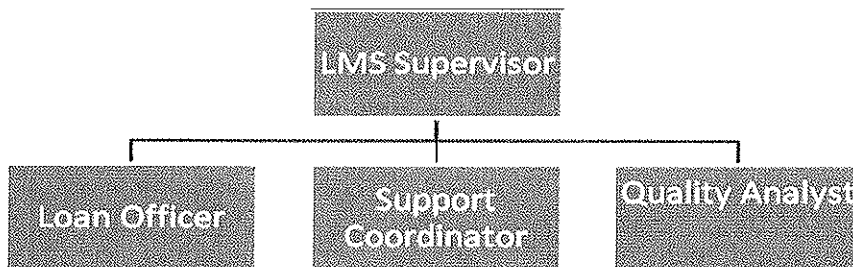 LMS Supervisor
Loan Officer
Support
Coordinator
Quality Analyst